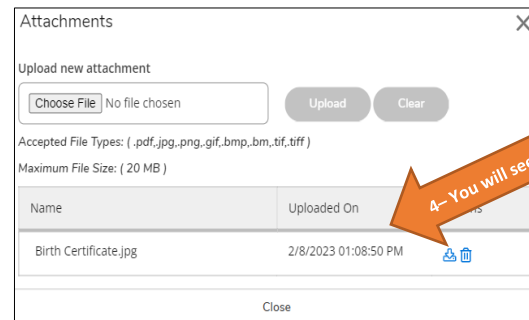 Attachments
Upload new attachment
Choose File No file chosen
Upload Clear
Accepted File Types: ( .pdf,.jpg,.png,.gif,.bmp,.bm,.tif,.tiff )
Maximum File Size: ( 20 MB )
4– You will see
Name Uploaded On
Birth Certificate.jpg 2/8/2023 01:08:50 PM
Close